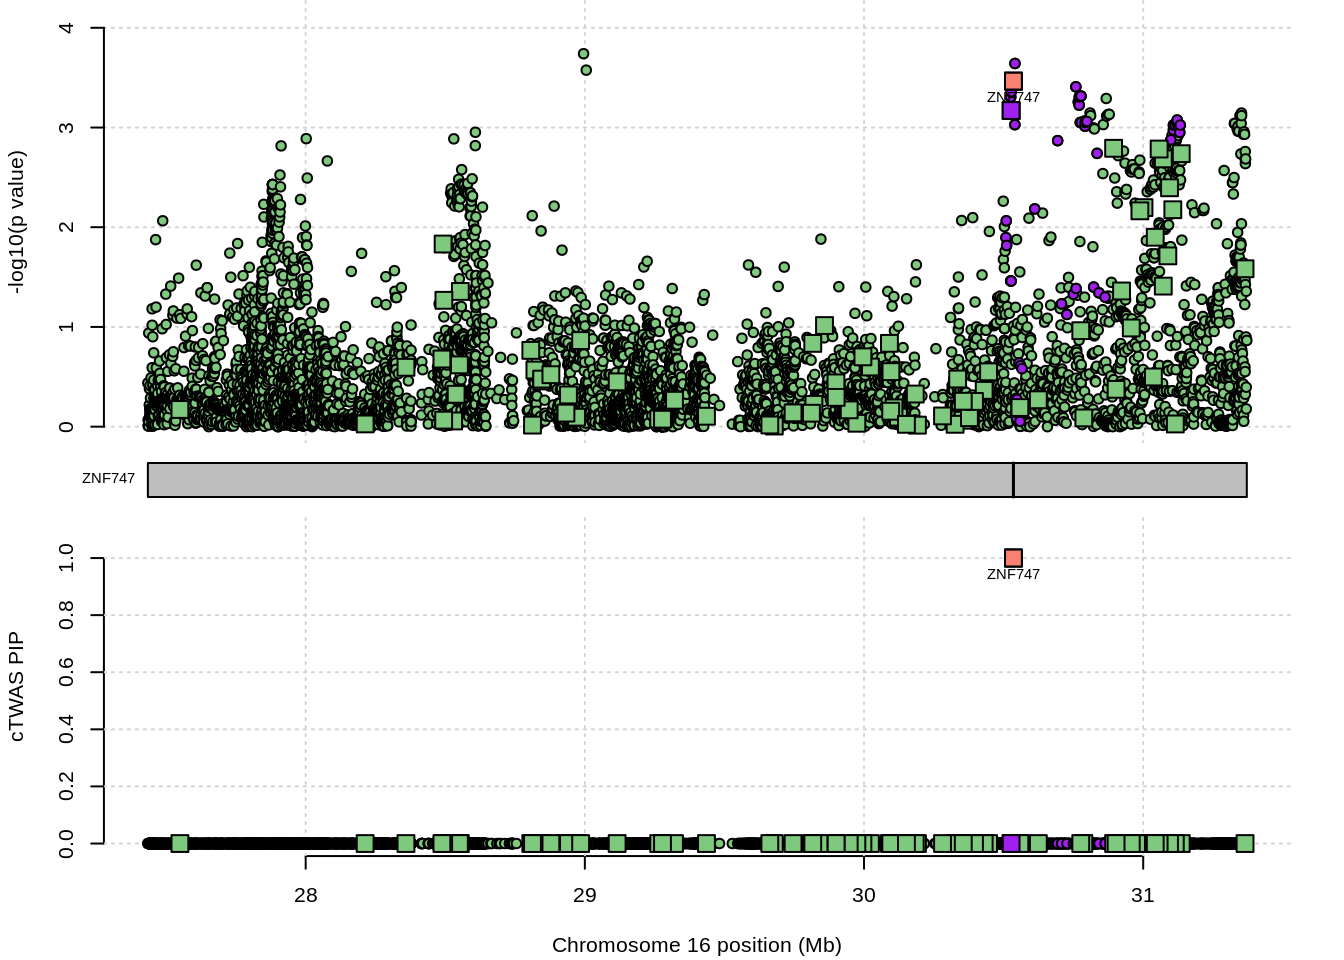 4
3
2
1
0
-log10(p value)
ZNF747
ZNF747
1.0
0.8
0.6
0.4
0.2
0.0
cTWAS PIP
ZNF747
28 29 30 31
Chromosome 16 position (Mb)